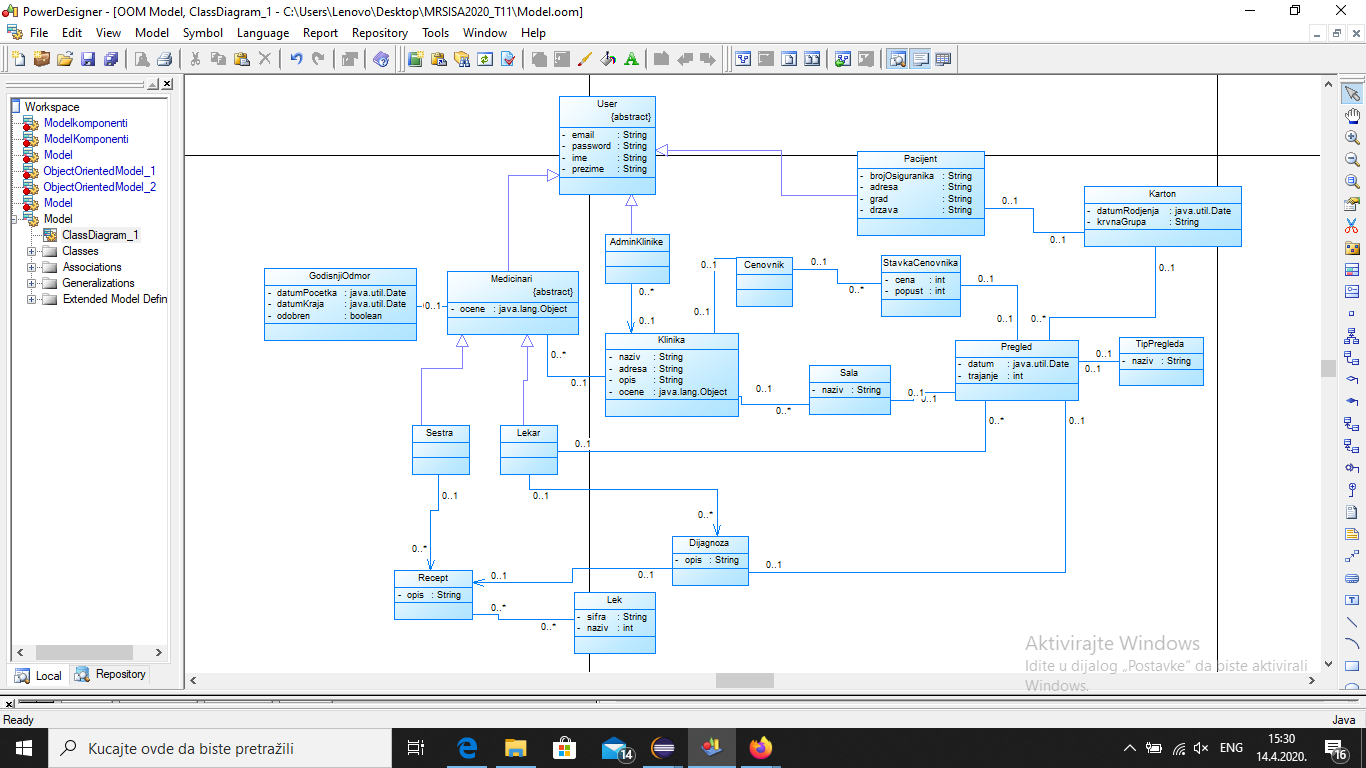 PowerDesigner - [OOM Model, ClassDiagram_1 - C:\Users\Lenovo\Desktop\MRSISA2020_T11\Model.oom]
File Edit View Model Symbol Language Report Repository Tools Window Help
Workspace
Modelkomponenti
ModelKomponenti
Model
ObjectOrientedModel_1
ObjectOrientedModel_2
Model
Model
ClassDiagram_1
Classes
Associations
Generalizations
Extended Model Defin
Local Repository
User
{abstract}
- email : String
- password : String
- ime : String
- prezime : String
Pacijent
- brojOsiguranika : String
- adresa : String
- grad : String
- drzava : String
0..1
0..1
Karton
- datumRodjenja : java.util.Date
- krvnaGrupa : String
0..1
0..*
AdminKlinike
0..*
0..1
GodisnjiOdmor
- datumPocetka : java.util.Date
- datumKraja : java.util.Date
- odobren : boolean
0..1
Medicinari
{abstract}
- ocene : java.lang.Object
0..*
0..1
Cenovnik
0..1
0..1
0..1
0..*
StavkaCenovnika
- cena : int
- popust : int
0..1
Klinika
- naziv : String
- adresa : String
- opis : String
- ocene : java.lang.Object
0..1
0..*
Sala
- naziv : String
0..1
0..1
Pregled
- datum : java.util.Date
- trajanje : int
0..1
0..1
TipPregleda
- naziv : String
0..*
0..1
Sestra
Lekar
0..1
0..1
0..1
0..*
0..*
Dijagnoza
- opis : String
0..1
0..1
0..1
Recept
- opis : String
0..*
0..*
Lek
- sifra : String
- naziv : int
Aktivirajte Windows
Idite u dijalog „Postavke“ da biste aktivirali
Windows.
Ready Java
Kucajte ovde da biste pretražili
14
ENG
15:30
14.4.2020.
16